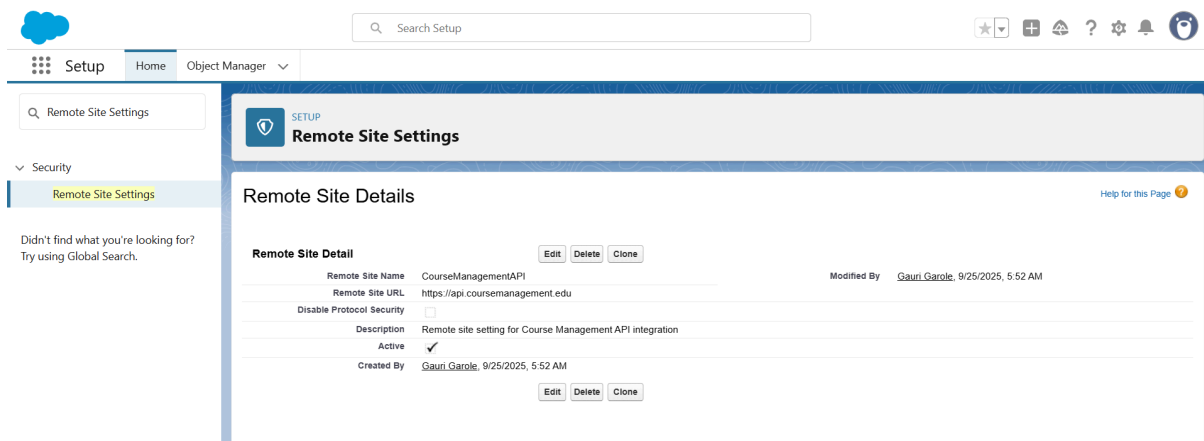 Search Setup
Setup
Home
Object Manager
Remote Site Settings
Security
Remote Site Settings
Didn't find what you're looking for?
Try using Global Search.
SETUP
Remote Site Settings
Remote Site Details
Help for this Page
Remote Site Detail
Edit Delete Clone
Remote Site Name CourseManagementAPI Modified By Gauri Garole, 9/25/2025, 5:52 AM
Remote Site URL https://api.coursemanagement.edu
Disable Protocol Security
Description Remote site setting for Course Management API integration
Active
Created By Gauri Garole, 9/25/2025, 5:52 AM
Edit Delete Clone